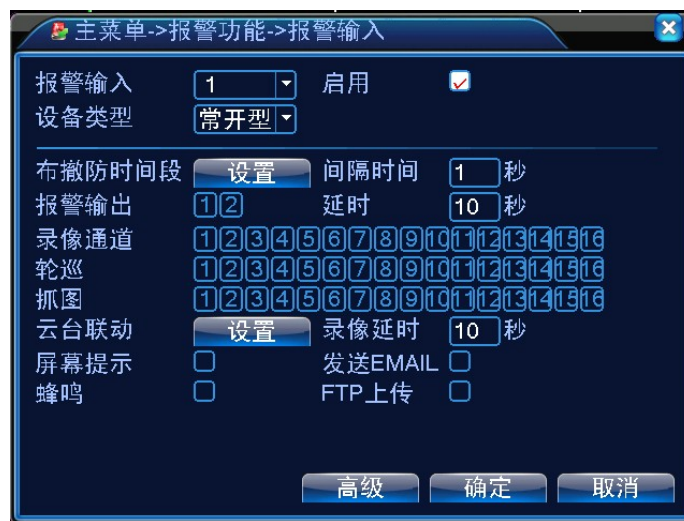 主菜单->报警功能->报警输入
报警输入 1 启用
设备类型 常开型
布撤防时间段 设置 间隔时间 1 秒
报警输出 1 2 延时 10 秒
录像通道 1 2 3 4 5 6 7 8 9 10 11 12 13 14 15 16
轮巡 1 2 3 4 5 6 7 8 9 10 11 12 13 14 15 16
抓图 1 2 3 4 5 6 7 8 9 10 11 12 13 14 15 16
云台联动 设置 录像延时 10 秒
屏幕提示 发送EMAIL
蜂鸣 FTP上传
高级 确定 取消